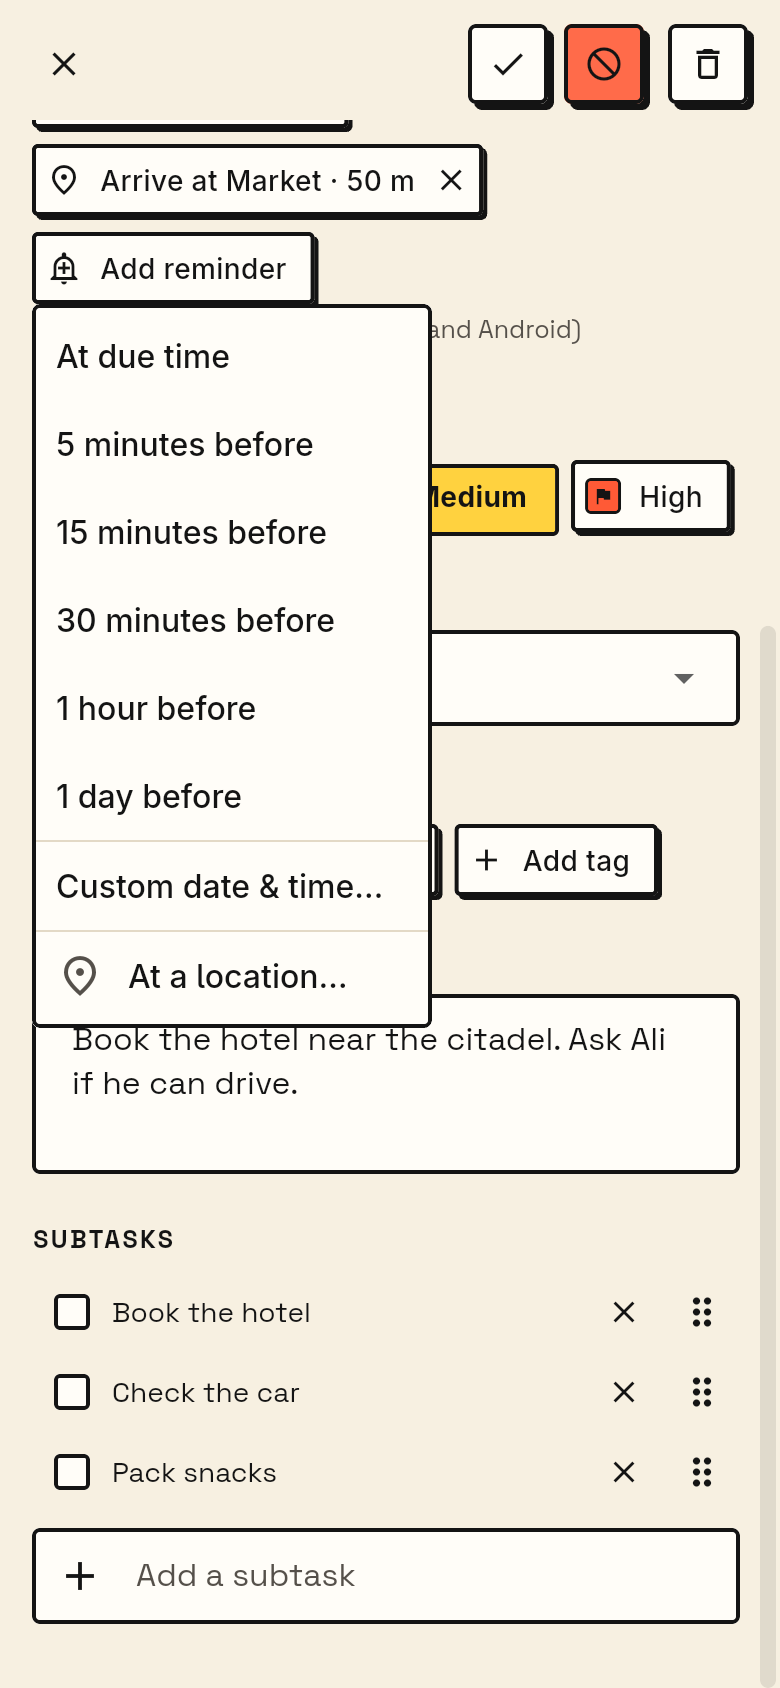 Arrive at Market · 50 m
Add reminder
At due time
and Android)
5 minutes before
Medium
High
15 minutes before
30 minutes before
1 hour before
1 day before
Add tag
Custom date & time...
At a location...
Book the hotel near the citadel. Ask Ali
if he can drive.
SUBTASKS
Book the hotel
Check the car
Pack snacks
Add a subtask